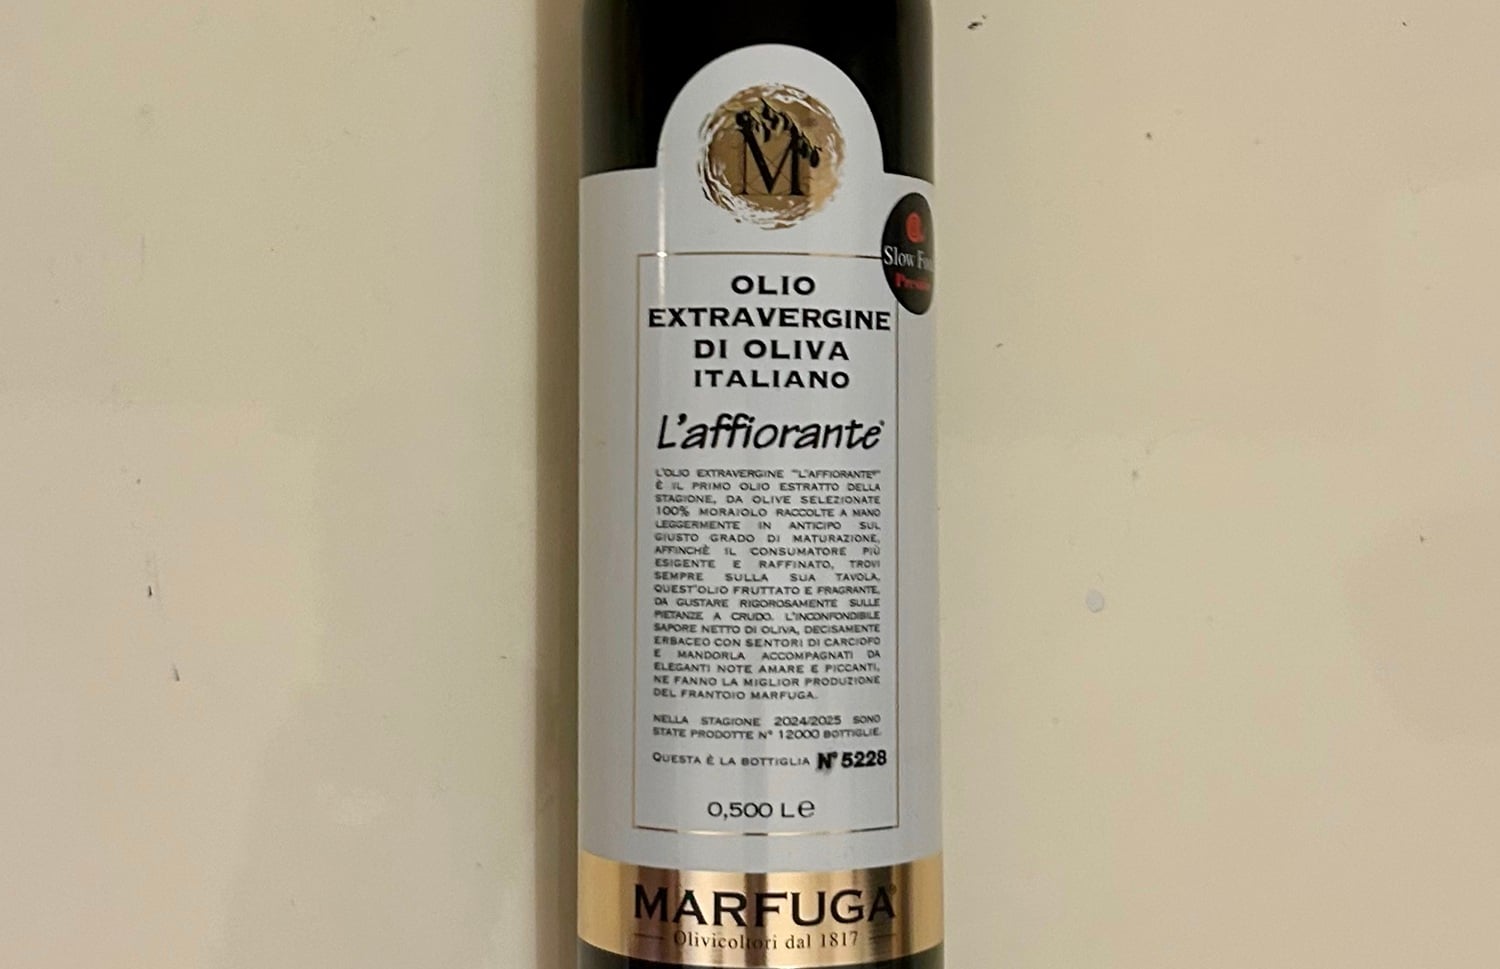 M
Slow
OLIO
EXTRAVERGINE
DI OLIVA
ITALIANO
L'affiorante®
L'OLIO EXTRAVERGINE "L'AFFIORANTE®"
È IL PRIMO OLIO ESTRATTO DELLA
STAGIONE, DA OLIVE SELEZIONATE
100% MORAIOLO RACCOLTE A MANO
LEGGERMENTE IN ANTICIPO SUL
GIUSTO GRADO DI MATURAZIONE,
AFFINCHÈ IL CONSUMATORE PIÙ
ESIGENTE E RAFFINATO, TROVI
SEMPRE SULLA SUA TAVOLA,
QUEST'OLIO FRUTTATO E FRAGRANTE,
DA GUSTARE RIGOROSAMENTE SULLE
PIETANZE A CRUDO. L'INCONFONDIBILE
SAPORE NETTO DI OLIVA, DECISAMENTE
ERBACEO CON SENTORI DI CARCIOFO
E MANDORLA ACCOMPAGNATI DA
ELEGANTI NOTE AMARE E PICCANTI,
NE FANNO LA MIGLIOR PRODUZIONE
DEL FRANTOIO MARFUGA.
NELLA STAGIONE 2024/2025 SONO
STATE PRODOTTE N° 12000 BOTTIGLIE.
QUESTA È LA BOTTIGLIA N° 5228
0,500 L e
MARFUGA®
Olivicoltori dal 1817